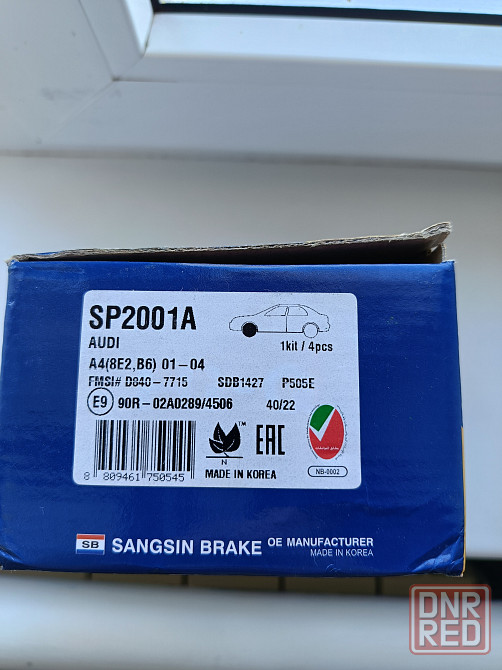 SP2001A
AUDI
1kit / 4pcs
A4(8E2,B6) 01-04
FMSI# D840-7715 SDB1427 P505E
E9 90R-02A0289/4506 40/22
TM
N
EAC
8 809461 750545
MADE IN KOREA
NB-0002
SB SANGSIN BRAKE OE MANUFACTURER
MADE IN KOREA
DNR
RED